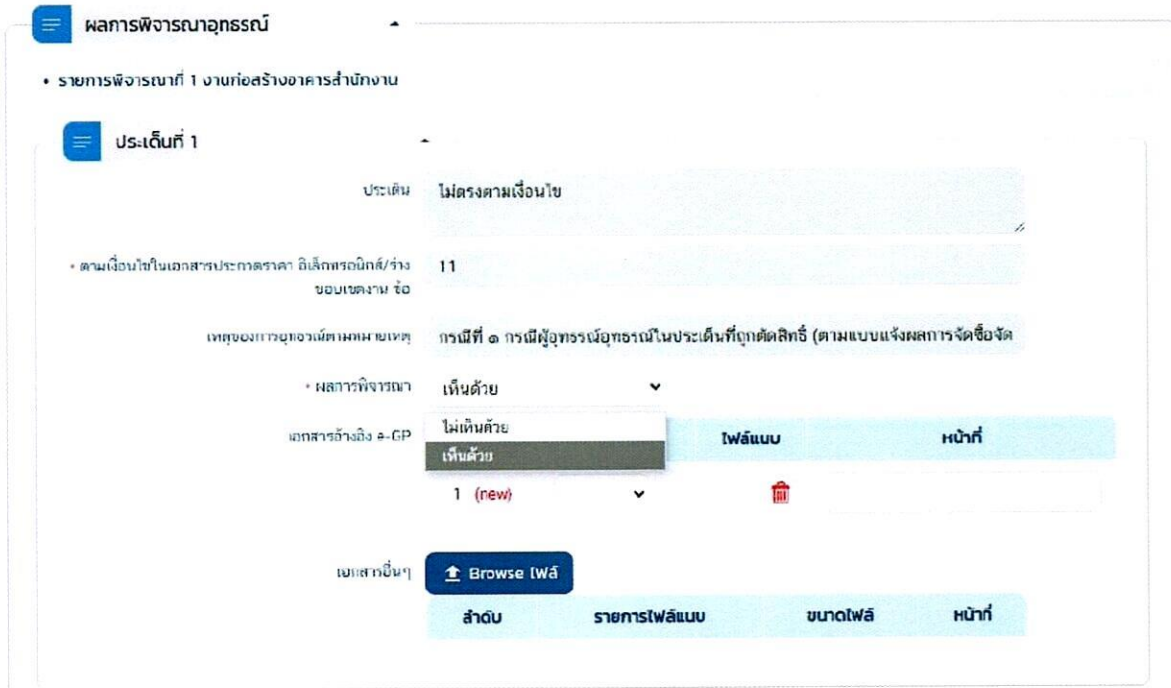 ผลการพิจารณาอุทธรณ์
• รายการพิจารณาที่ 1 งานก่อสร้างอาคารสำนักงาน
ประเด็นที่ 1
ประเด็น ไม่ตรงตามเงื่อนไข
* ตามเงื่อนไขในเอกสารประกวดราคา อิเล็กทรอนิกส์/ร่าง 11
ขอบเขตงาน ข้อ
เหตุของการอุทธรณ์ตามหมายเหตุ กรณีที่ ๑ กรณีผู้อุทธรณ์อุทธรณ์ในประเด็นที่ถูกตัดสิทธิ์ (ตามแบบแจ้งผลการจัดซื้อจัด
* ผลการพิจารณา เห็นด้วย
ไม่เห็นด้วย
เอกสารอ้างอิง e-GP ไฟล์แนบ หน้าที่
เห็นด้วย
1 (new)
เอกสารอื่นๆ Browse ไฟล์
ลำดับ รายการไฟล์แนบ ขนาดไฟล์ หน้าที่